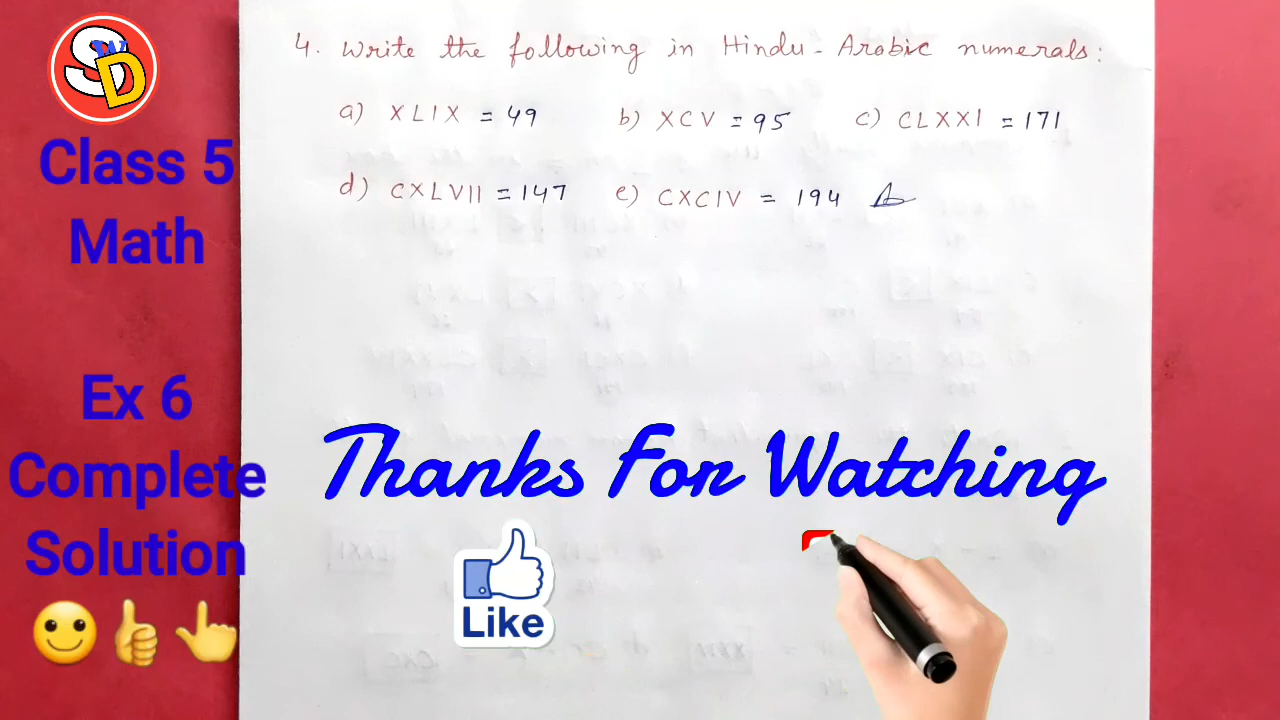 SWD
Class 5
Math
Ex 6
Complete
Solution
4. Write the following in Hindu-Arabic numerals:
a) XLIX = 49 b) XCV = 95 c) CLXXI = 171
d) CXLVII = 147 e) CXCIV = 194
Thanks For Watching
Like